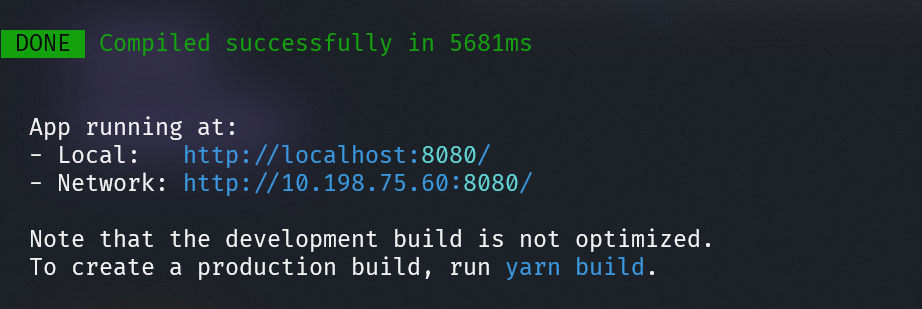 DONE Compiled successfully in 5681ms
App running at:
- Local: http://localhost:8080/
- Network: http://10.198.75.60:8080/
Note that the development build is not optimized.
To create a production build, run yarn build.